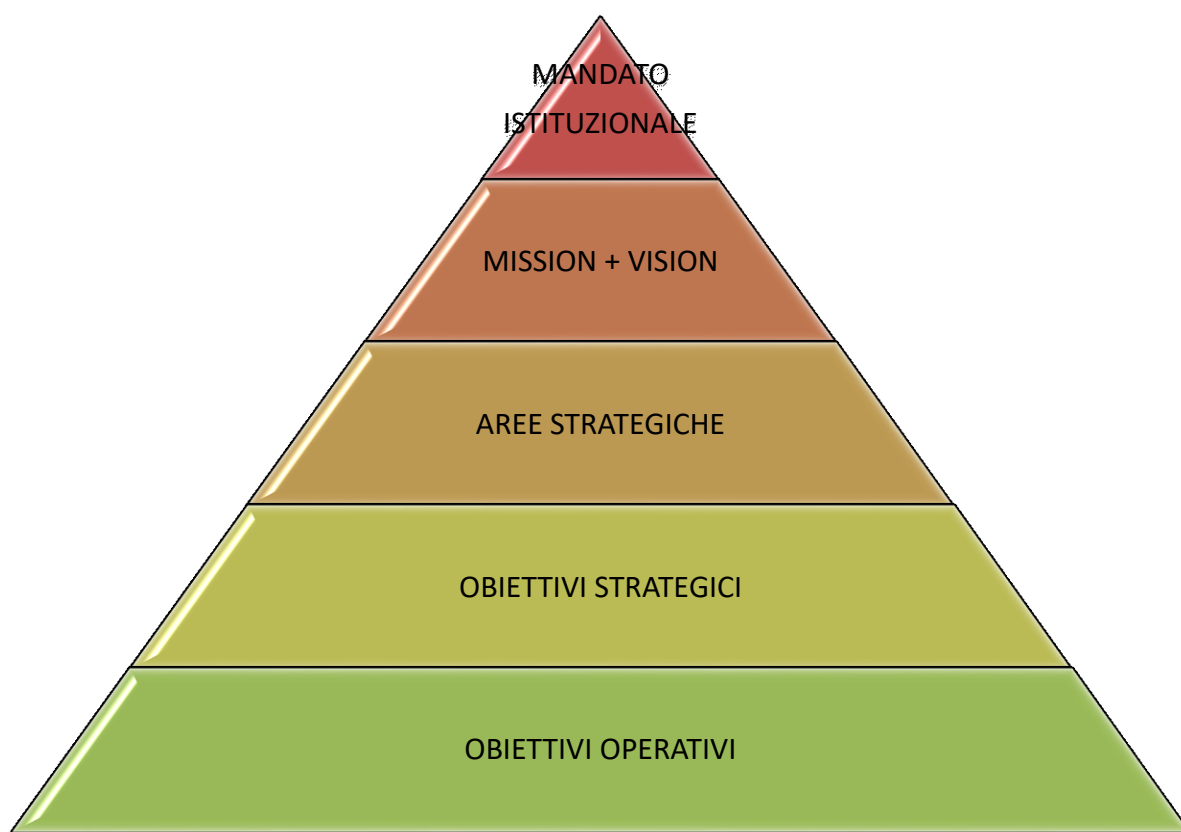 MANDATO
ISTITUZIONALE
MISSION + VISION
AREE STRATEGICHE
OBIETTIVI STRATEGICI
OBIETTIVI OPERATIVI